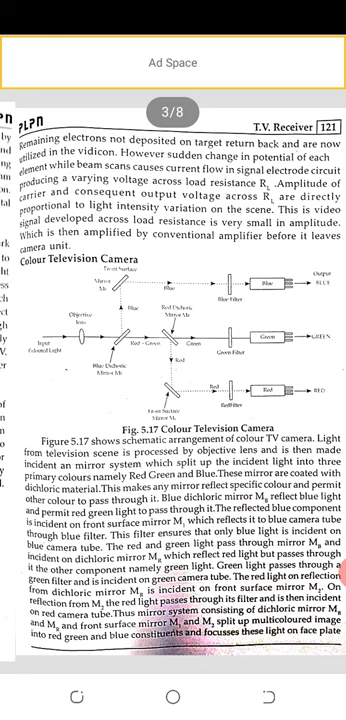 Ad Space
3/8
PLPN
T.V. Receiver 121
Remaining electrons not deposited on target return back and are now
utilized in the vidicon. However sudden change in potential of each
element while beam scans causes current flow in signal electrode circuit
producing a varying voltage across load resistance RL .Amplitude of
carrier and consequent output voltage across RL are directly
proportional to light intensity variation on the scene. This is video
signal developed across load resistance is very small in amplitude.
Which is then amplified by conventional amplifier before it leaves
camera unit.
Colour Television Camera
Front Surface
Mirror
M1
Blue
Blue Filter
Blue
Output
BLUE
Objective
lens
Blue
Red Dichoric
Mirror MR
Input
Coloured Light
Red - Green
Green
Green Filter
Green
GREEN
Blue Dichoric
Mirror MB
Red
Red
RedFilter
Red
RED
Front Surface
Mirror M2
Fig. 5.17 Colour Television Camera
Figure 5.17 shows schematic arrangement of colour TV camera. Light
from television scene is processed by objective lens and is then made
incident an mirror system which split up the incident light into three
primary colours namely Red Green and Blue.These mirror are coated with
dichloric material.This makes any mirror reflect specific colour and permit
other colour to pass through it. Blue dichloric mirror MB reflect blue light
and permit red green light to pass through it.The reflected blue component
is incident on front surface mirror M1 which reflects it to blue camera tube
through blue filter. This filter ensures that only blue light is incident on
blue camera tube. The red and green light pass through mirror MB and
incident on dichloric mirror MR which reflect red light but passes through
it the other component namely green light. Green light passes through a
green filter and is incident on green camera tube. The red light on reflection
from dichloric mirror MR is incident on front surface mirror M2. On
reflection from M2 the red light passes through its filter and is then incident
on red camera tube.Thus mirror system consisting of dichloric mirror MB
and MR and front surface mirror M1 and M2 split up multicoloured image
into red green and blue constituents and focusses these light on face plate